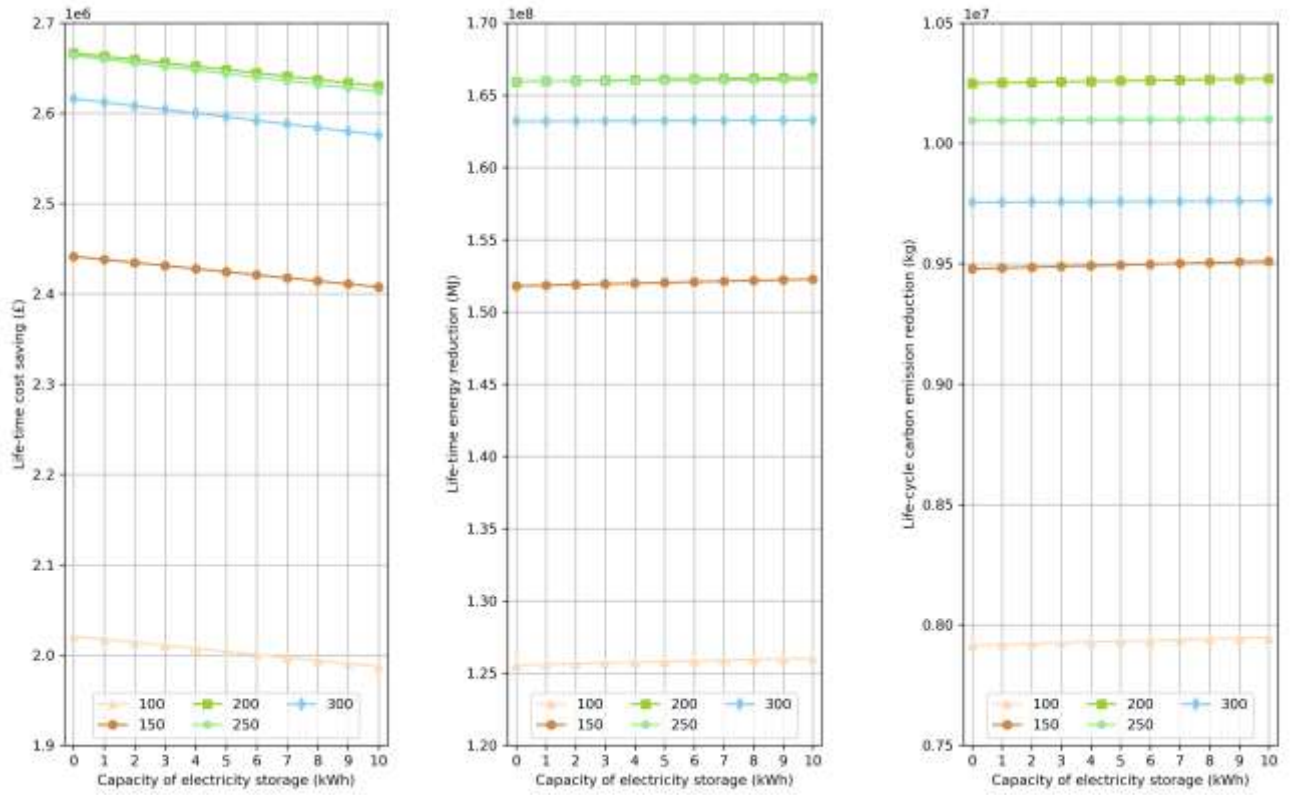 1e6
2.7
2.6
2.5
2.4
2.3
2.2
2.1
2.0
1.9
Life-time cost saving (£)
0 1 2 3 4 5 6 7 8 9 10
Capacity of electricity storage (kWh)
100 200 300
150 250
1e8
1.70
1.65
1.60
1.55
1.50
1.45
1.40
1.35
1.30
1.25
1.20
Life-time energy reduction (MJ)
0 1 2 3 4 5 6 7 8 9 10
Capacity of electricity storage (kWh)
100 200 300
150 250
1e7
1.05
1.00
0.95
0.90
0.85
0.80
0.75
Life-cycle carbon emission reduction (kg)
0 1 2 3 4 5 6 7 8 9 10
Capacity of electricity storage (kWh)
100 200 300
150 250